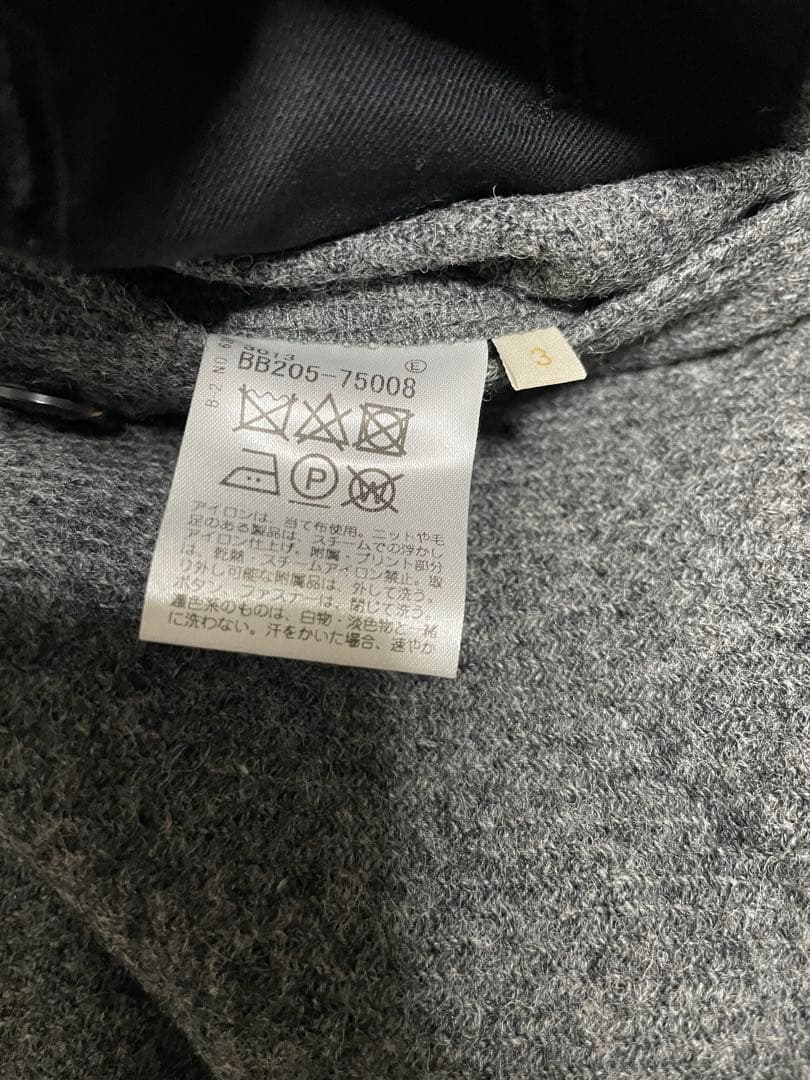 3013
BB205-75008
E
B-2 NO
3
P
W
アイロンは、当て布使用。ニットや毛
足のある製品は、スチームでの浮かし
アイロン仕上げ。附属・プリント部分
は、乾熱・スチームアイロン禁止。取
り外し可能な附属品は、外して洗う。
ボタン・ファスナーは、閉じて洗う。
濃色系のものは、白物・淡色物と一緒
に洗わない。汗をかいた場合、速やか